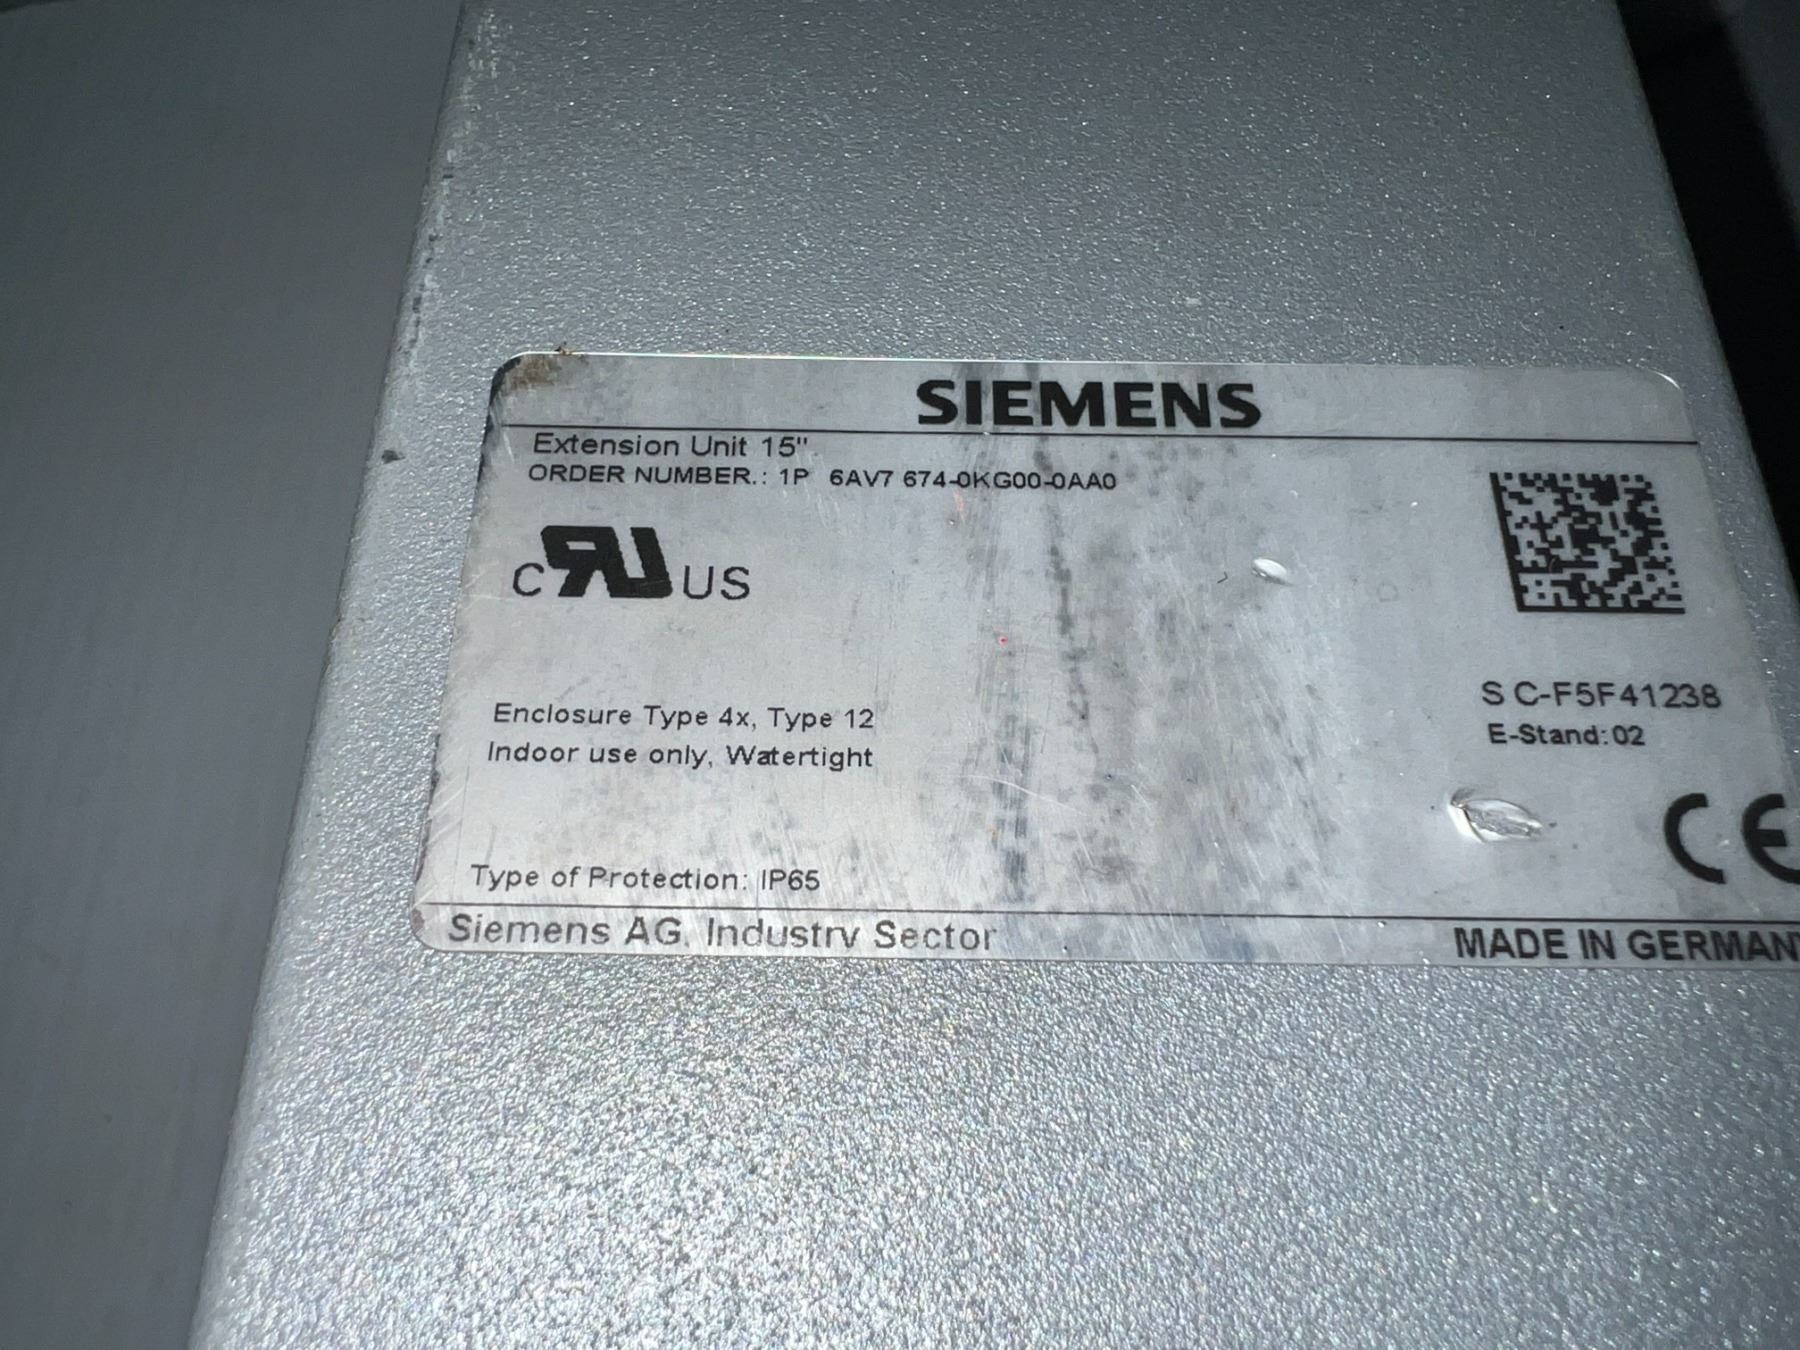 SIEMENS
Extension Unit 15"
ORDER NUMBER.: 1P 6AV7 674-0KG00-0AA0
C RU US
S C-F5F41238
E-Stand: 02
Enclosure Type 4x, Type 12
Indoor use only, Watertight
CE
Type of Protection: IP65
Siemens AG, Industry Sector
MADE IN GERMAN